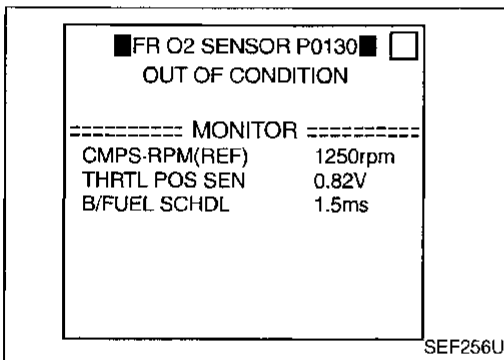 ■FR O2 SENSOR P0130■ □
OUT OF CONDITION
========= MONITOR =========
CMPS-RPM(REF) 1250rpm
THRTL POS SEN 0.82V
B/FUEL SCHDL 1.5ms
SEF256U